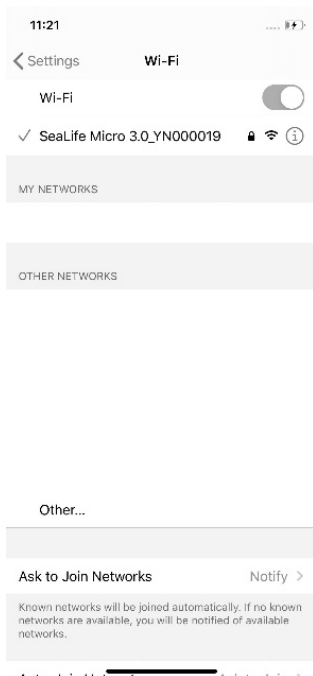 11:21
Settings
Wi-Fi
Wi-Fi
SeaLife Micro 3.0_YN000019
MY NETWORKS
OTHER NETWORKS
Other...
Ask to Join Networks Notify
Known networks will be joined automatically. If no known
networks are available, you will be notified of available
networks.